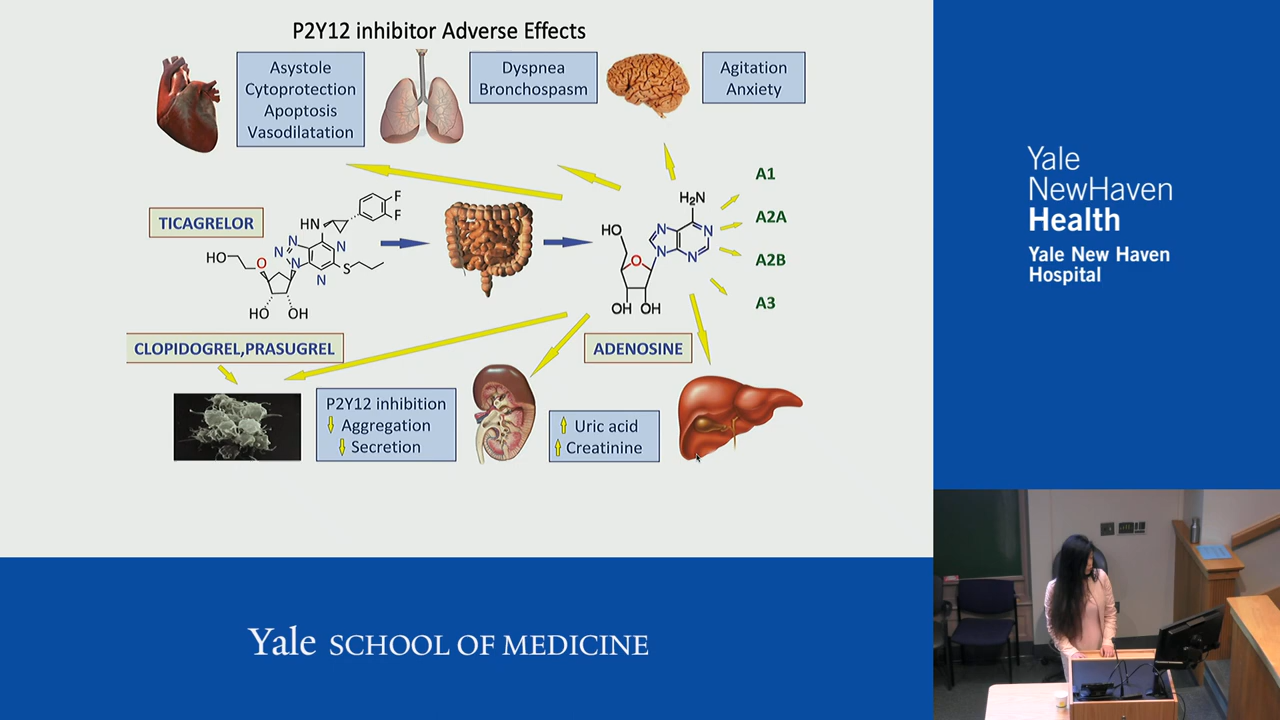 P2Y12 inhibitor Adverse Effects
Asystole
Cytoprotection
Apoptosis
Vasodilatation
Dyspnea
Bronchospasm
Agitation
Anxiety
TICAGRELOR
HN
F
F
N
N
N
N
N
S
HO
O
HO
OH
H₂N
N
N
N
N
HO
O
OH
OH
A1
A2A
A2B
A3
CLOPIDOGREL,PRASUGREL
ADENOSINE
P2Y12 inhibition
Aggregation
Secretion
Uric acid
Creatinine
Yale
NewHaven
Health
Yale New Haven
Hospital
Yale SCHOOL OF MEDICINE